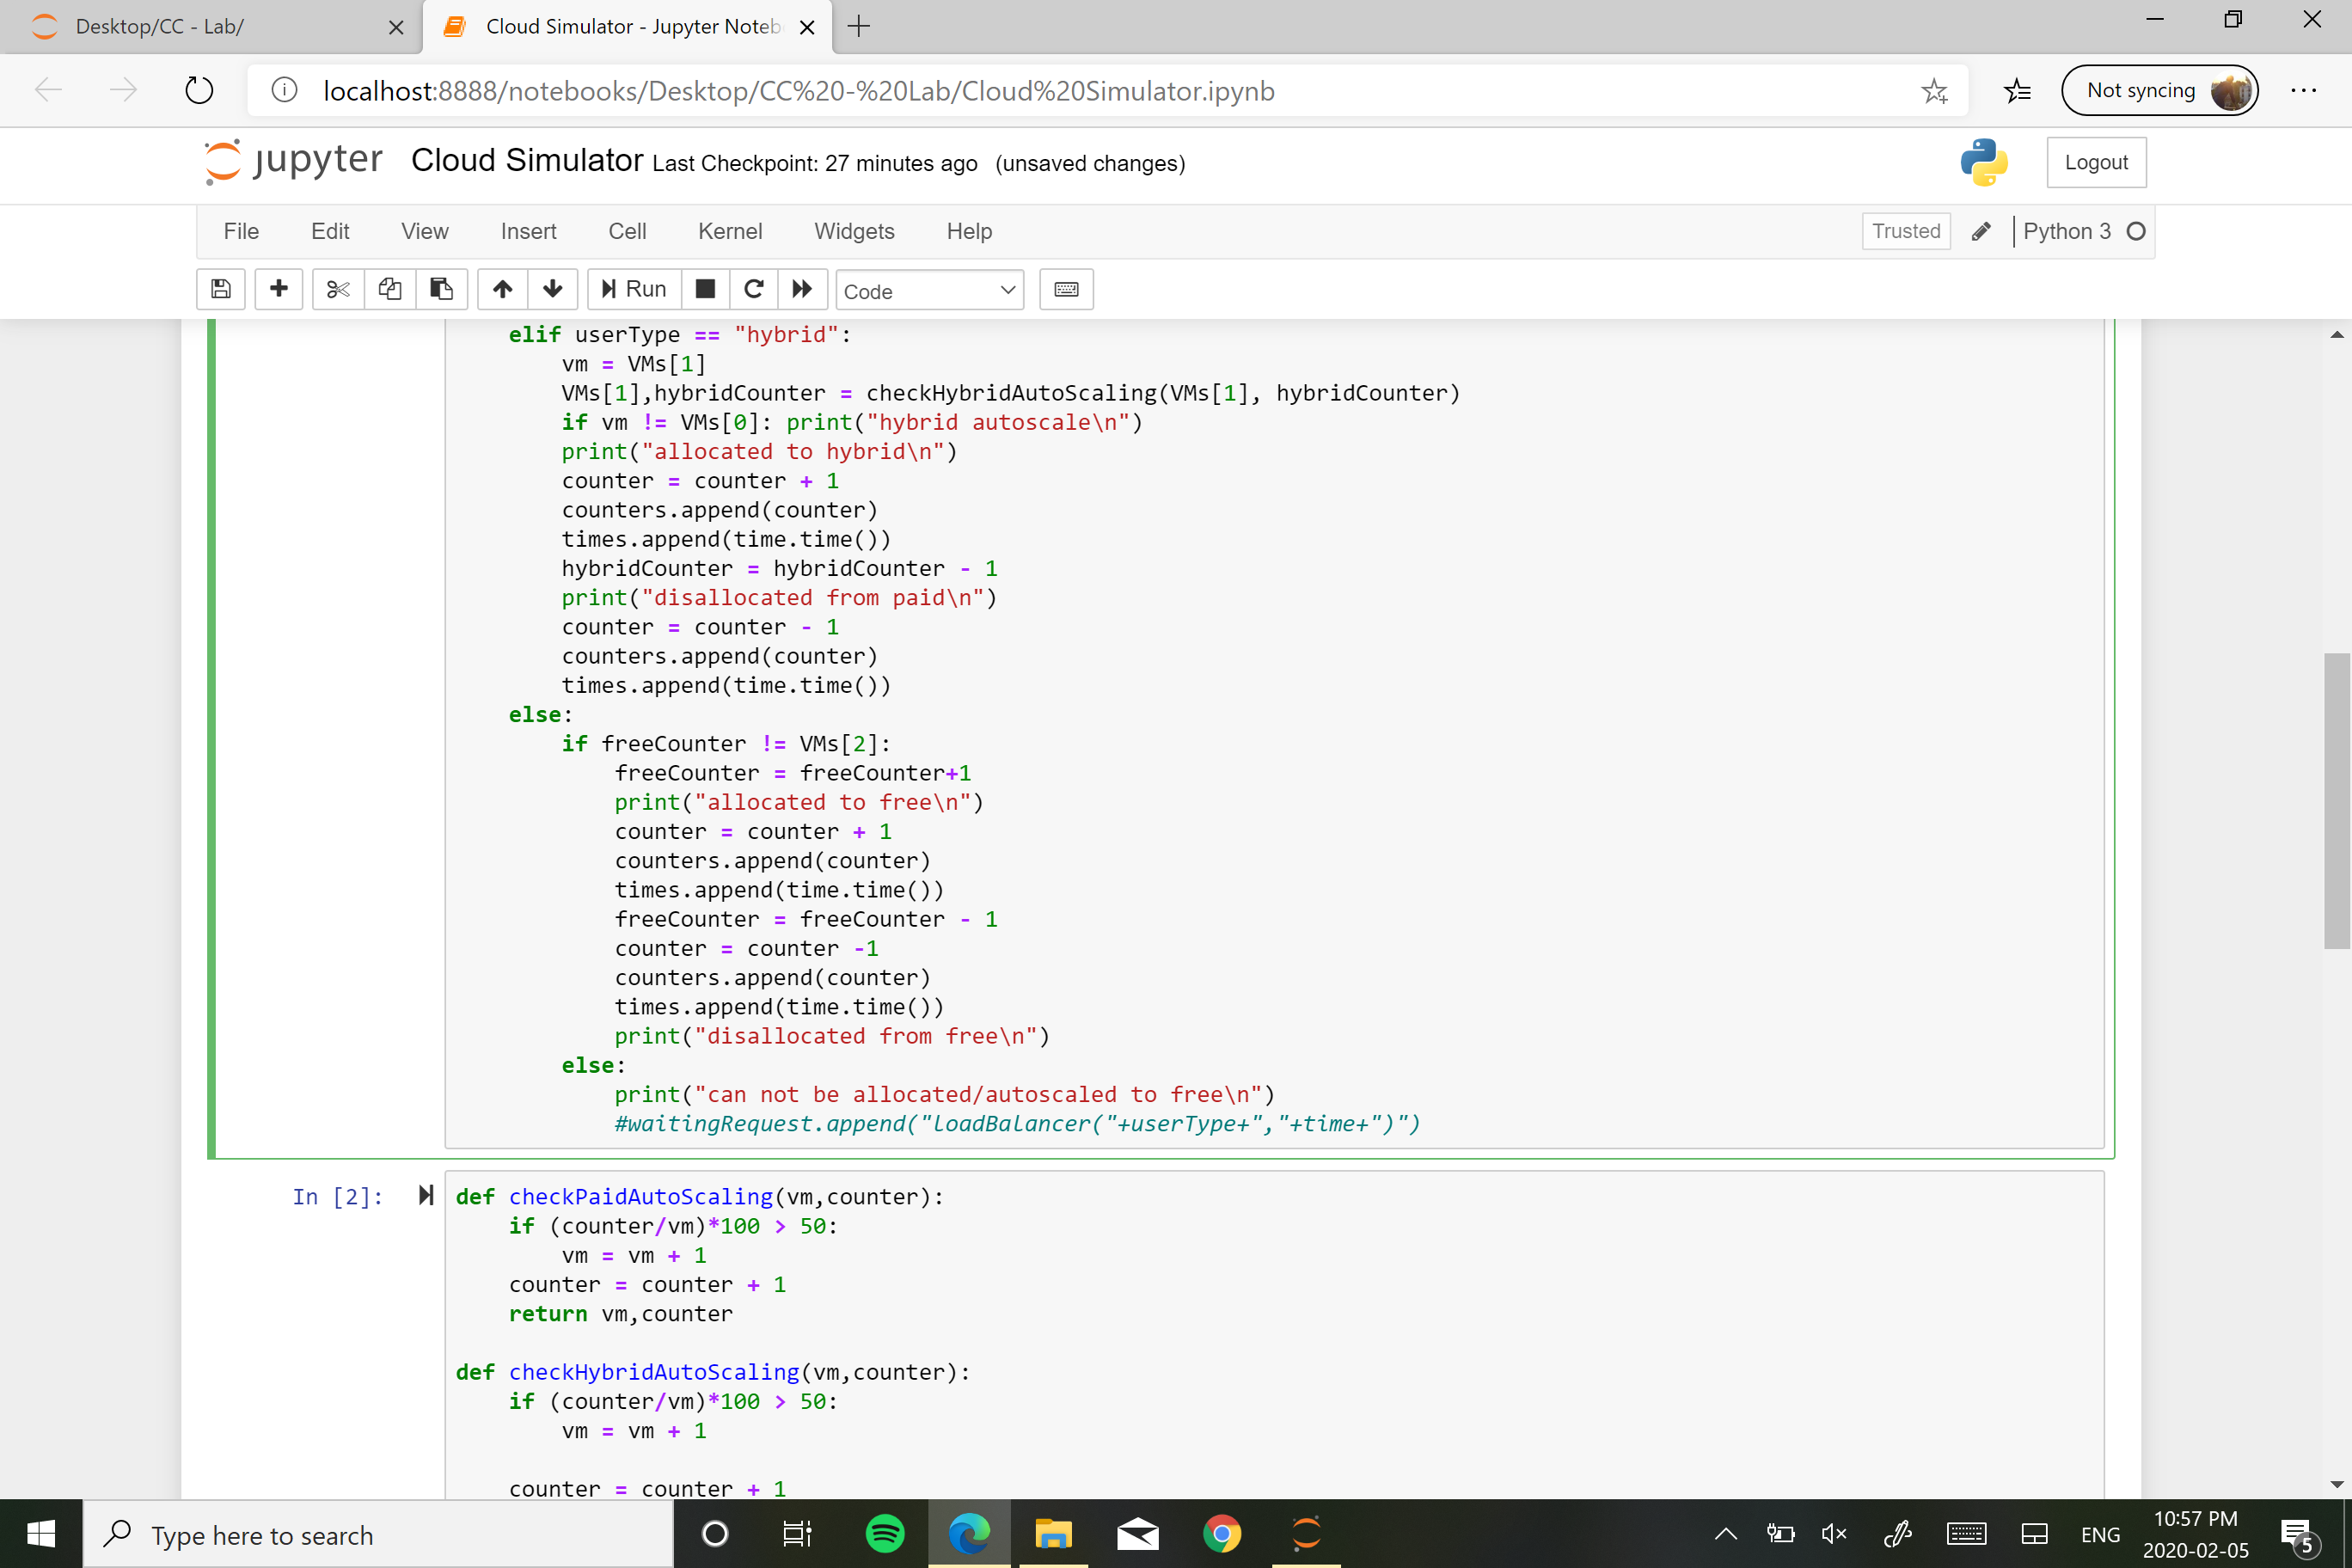 Desktop/CC - Lab/
Cloud Simulator - Jupyter Noteb
localhost:8888/notebooks/Desktop/CC%20-%20Lab/Cloud%20Simulator.ipynb
Not syncing
jupyter Cloud Simulator Last Checkpoint: 27 minutes ago (unsaved changes)
Logout
File Edit View Insert Cell Kernel Widgets Help
Trusted Python 3
Run Code
elif userType == "hybrid":
vm = VMs[1]
VMs[1],hybridCounter = checkHybridAutoScaling(VMs[1], hybridCounter)
if vm != VMs[0]: print("hybrid autoscale\n")
print("allocated to hybrid\n")
counter = counter + 1
counters.append(counter)
times.append(time.time())
hybridCounter = hybridCounter - 1
print("disallocated from paid\n")
counter = counter - 1
counters.append(counter)
times.append(time.time())
else:
if freeCounter != VMs[2]:
freeCounter = freeCounter+1
print("allocated to free\n")
counter = counter + 1
counters.append(counter)
times.append(time.time())
freeCounter = freeCounter - 1
counter = counter -1
counters.append(counter)
times.append(time.time())
print("disallocated from free\n")
else:
print("can not be allocated/autoscaled to free\n")
#waitingRequest.append("loadBalancer("+userType+","+time+")")
In [2]:
def checkPaidAutoScaling(vm,counter):
if (counter/vm)*100 > 50:
vm = vm + 1
counter = counter + 1
return vm,counter
def checkHybridAutoScaling(vm,counter):
if (counter/vm)*100 > 50:
vm = vm + 1
counter = counter + 1
Type here to search
ENG
10:57 PM
2020-02-05
5